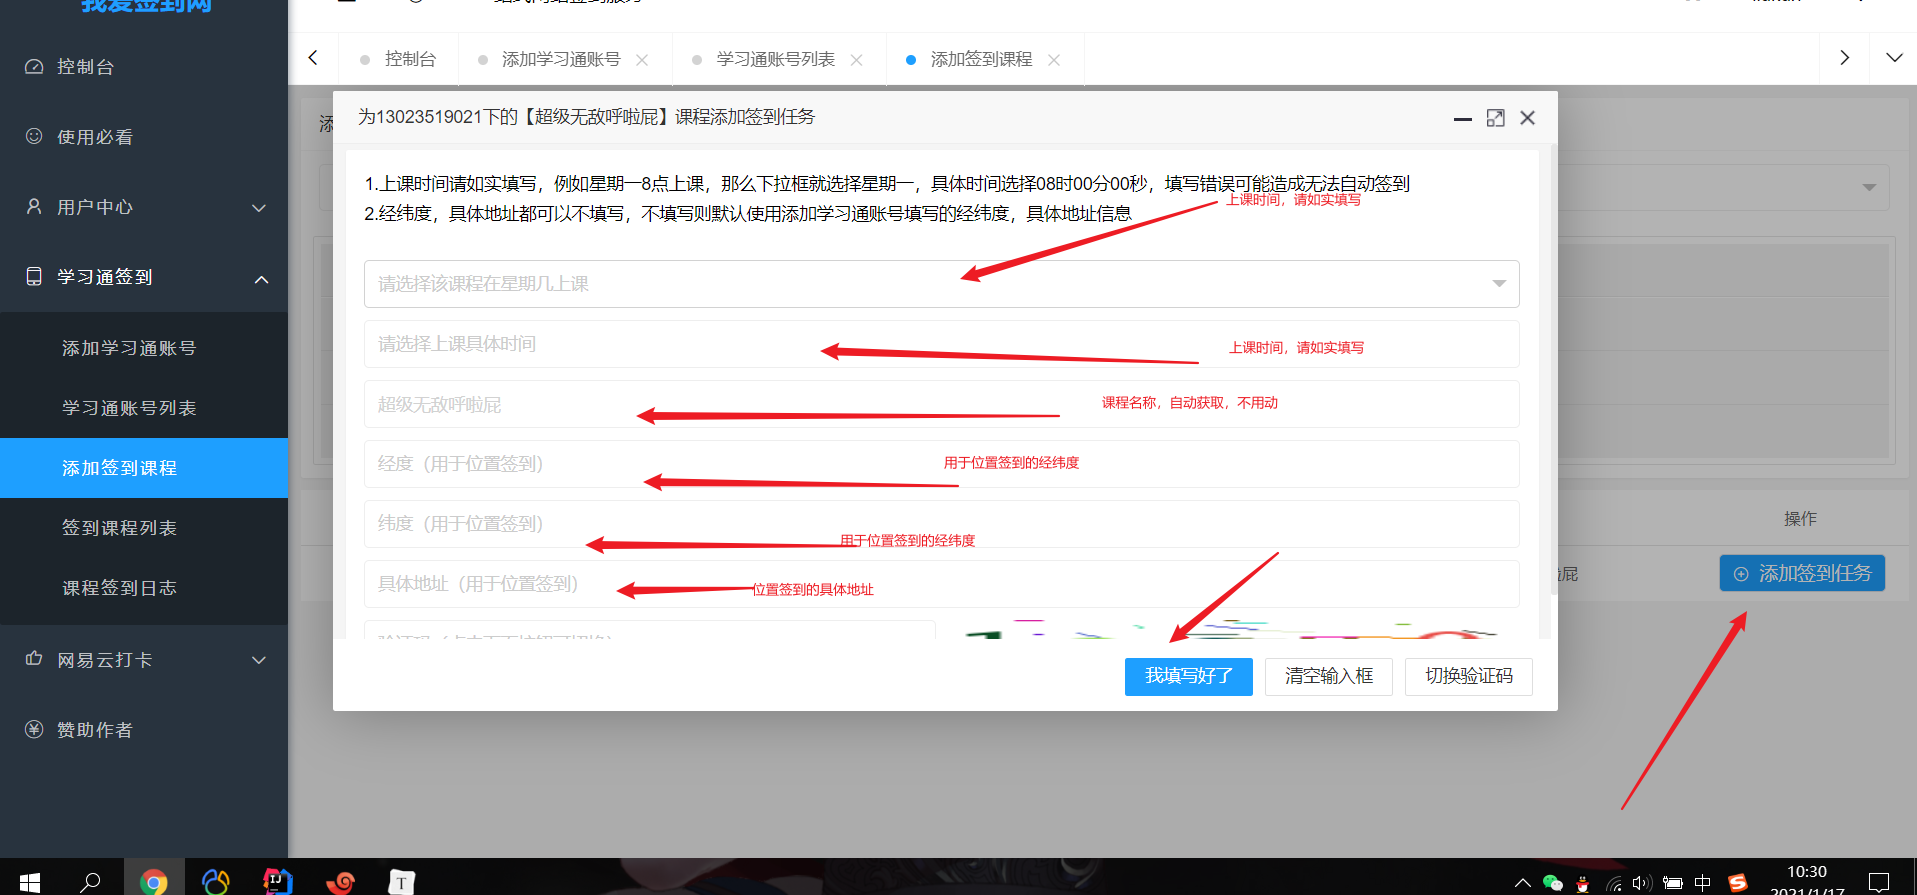 我爱签到网
控制台
使用必看
用户中心
学习通签到
添加学习通账号
学习通账号列表
添加签到课程
签到课程列表
课程签到日志
网易云打卡
赞助作者
控制台
添加学习通账号
学习通账号列表
添加签到课程
添
为13023519021下的【超级无敌呼啦屁】课程添加签到任务
1.上课时间请如实填写，例如星期一8点上课，那么下拉框就选择星期一，具体时间选择08时00分00秒，填写错误可能造成无法自动签到
上课时间，请如实填写
2.经纬度，具体地址都可以不填写，不填写则默认使用添加学习通账号填写的经纬度，具体地址信息
请选择该课程在星期几上课
请选择上课具体时间
上课时间，请如实填写
超级无敌呼啦屁
课程名称，自动获取，不用动
经度（用于位置签到）
用于位置签到的经纬度
纬度（用于位置签到）
用于位置签到的经纬度
具体地址（用于位置签到）
位置签到的具体地址
我填写好了
清空输入框
切换验证码
操作
屁
添加签到任务
中
10:30
2021/1/17